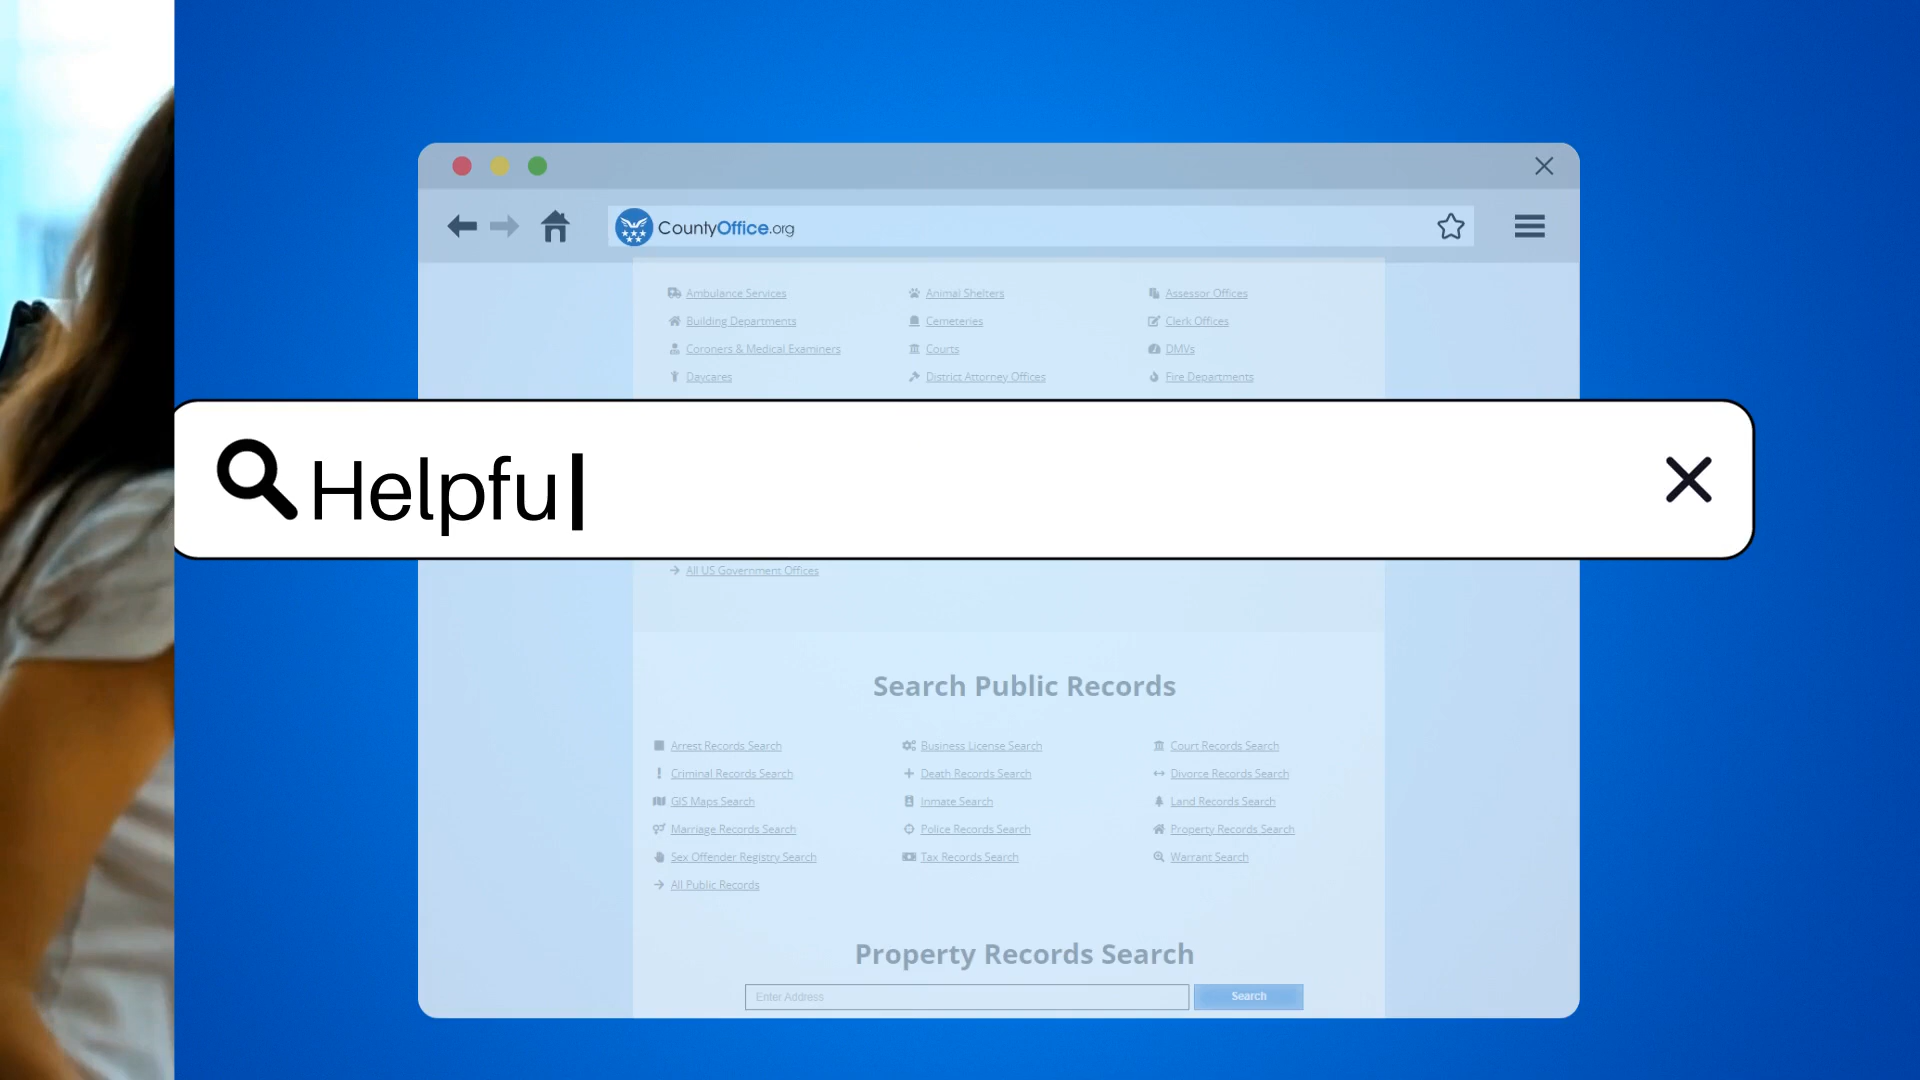 CountyOffice.org
Ambulance Services Animal Shelters Assessor Offices
Building Departments Cemeteries Clerk Offices
Coroners & Medical Examiners Courts DMVs
Daycares District Attorney Offices Fire Departments
Helpfu
All US Government Offices
Search Public Records
Arrest Records Search Business License Search Court Records Search
Criminal Records Search Death Records Search Divorce Records Search
GIS Maps Search Inmate Search Land Records Search
Marriage Records Search Police Records Search Property Records Search
Sex Offender Registry Search Tax Records Search Warrant Search
All Public Records
Property Records Search
Enter Address Search